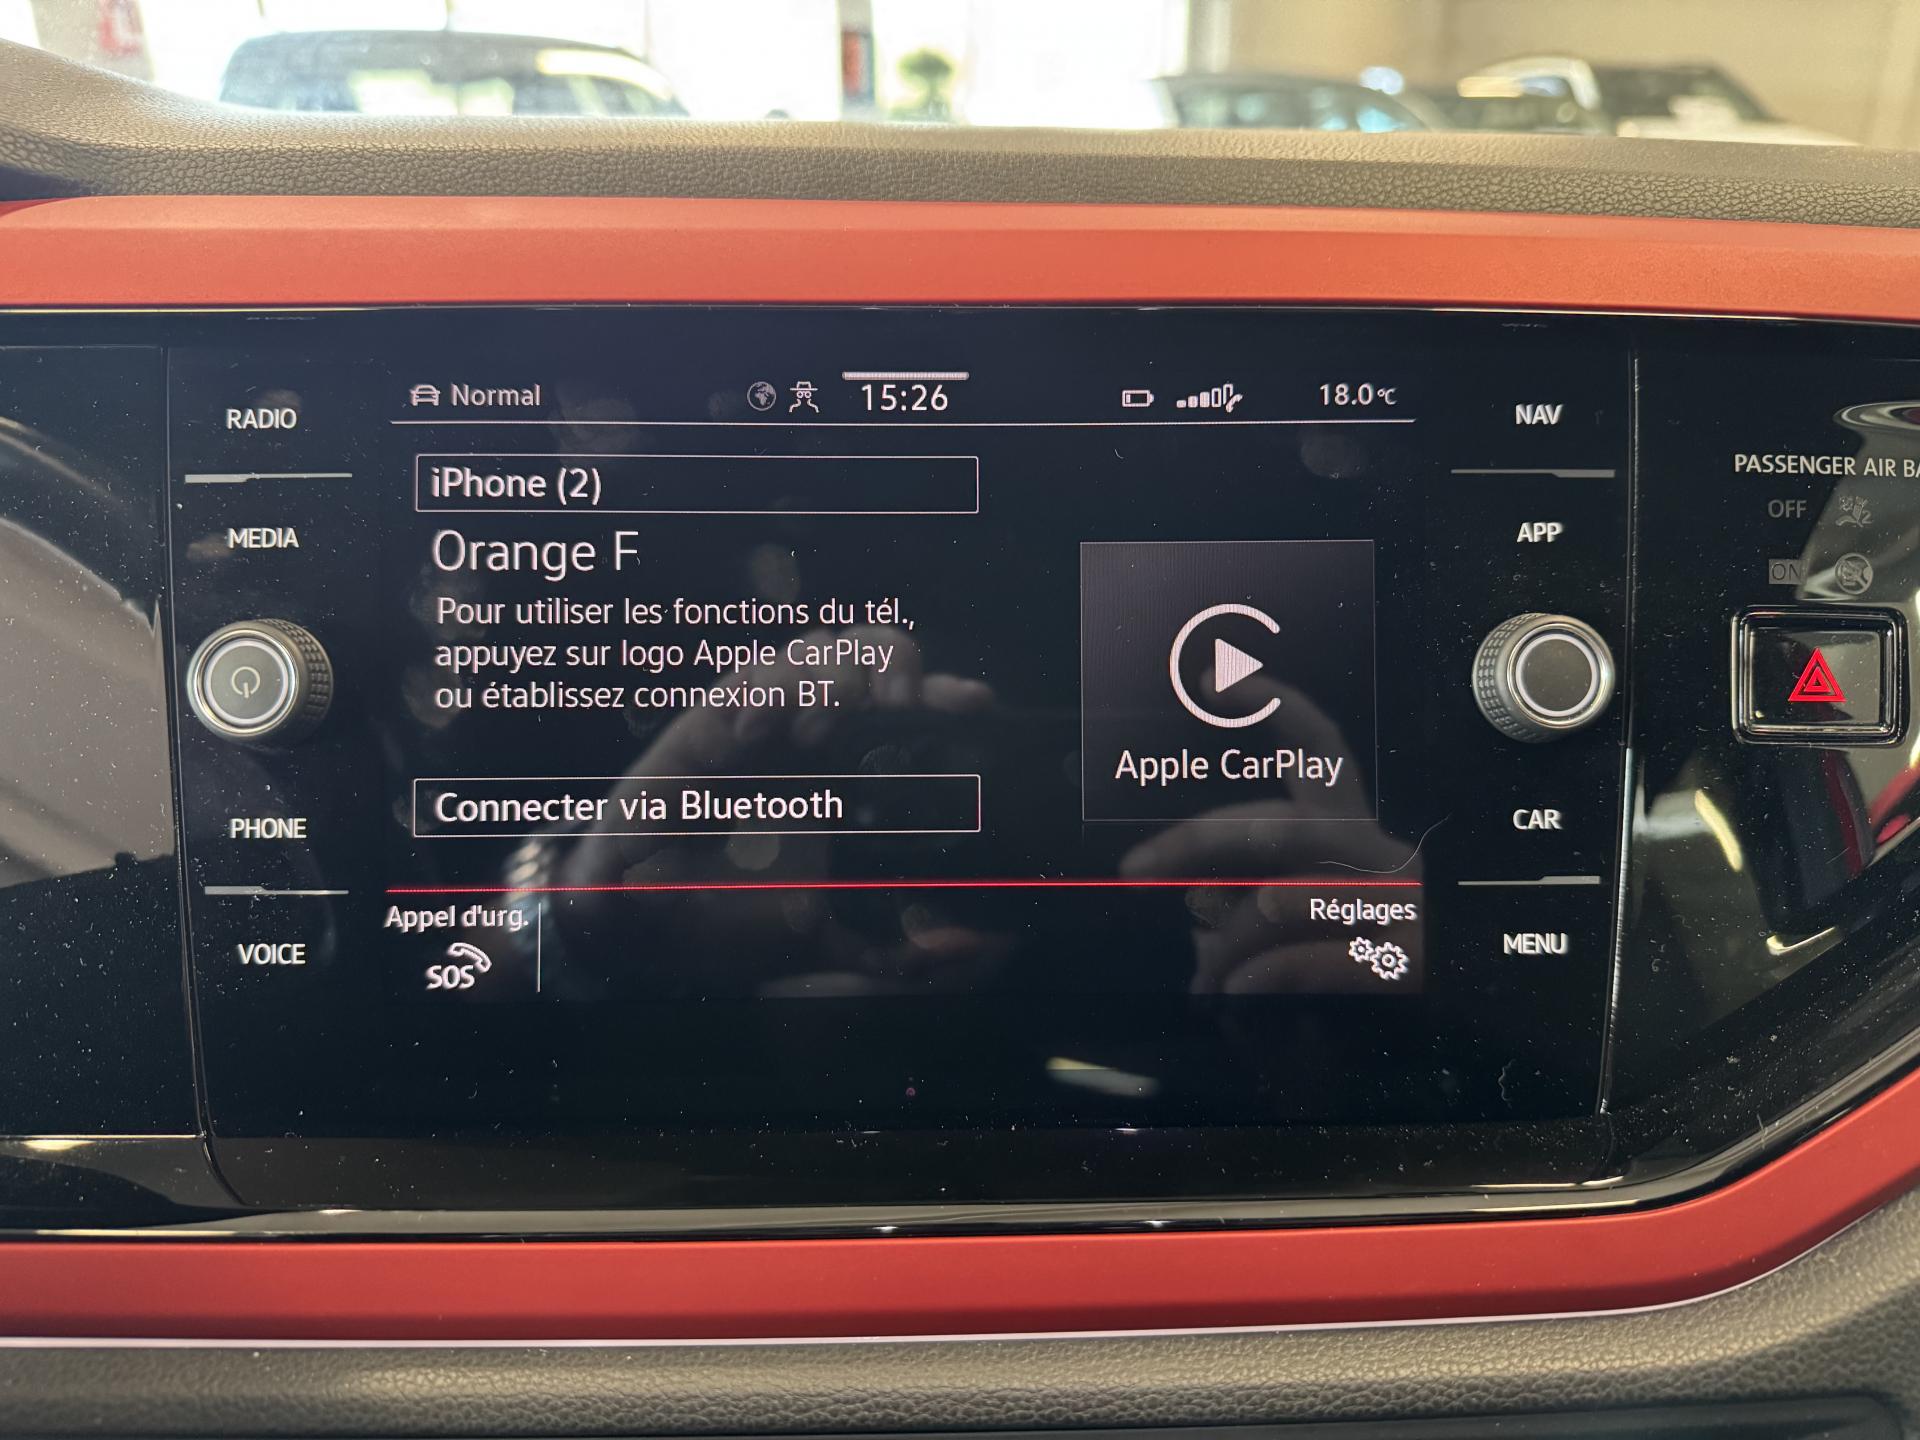 Normal
15:26
18.0°C
RADIO
MEDIA
PHONE
VOICE
iPhone (2)
Orange F
Pour utiliser les fonctions du tél.,
appuyez sur logo Apple CarPlay
ou établissez connexion BT.
Connecter via Bluetooth
Apple CarPlay
Appel d'urg.
SOS
Réglages
NAV
APP
CAR
MENU
PASSENGER AIR BA
OFF
ON